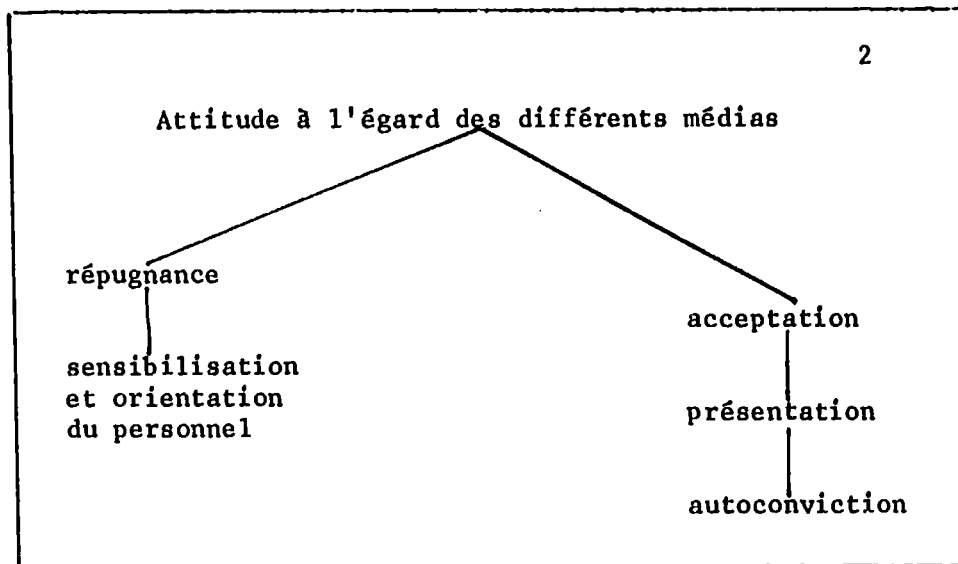 2
Attitude à l'égard des différents médias
répugnance
sensibilisation
et orientation
du personnel
acceptation
présentation
autoconviction